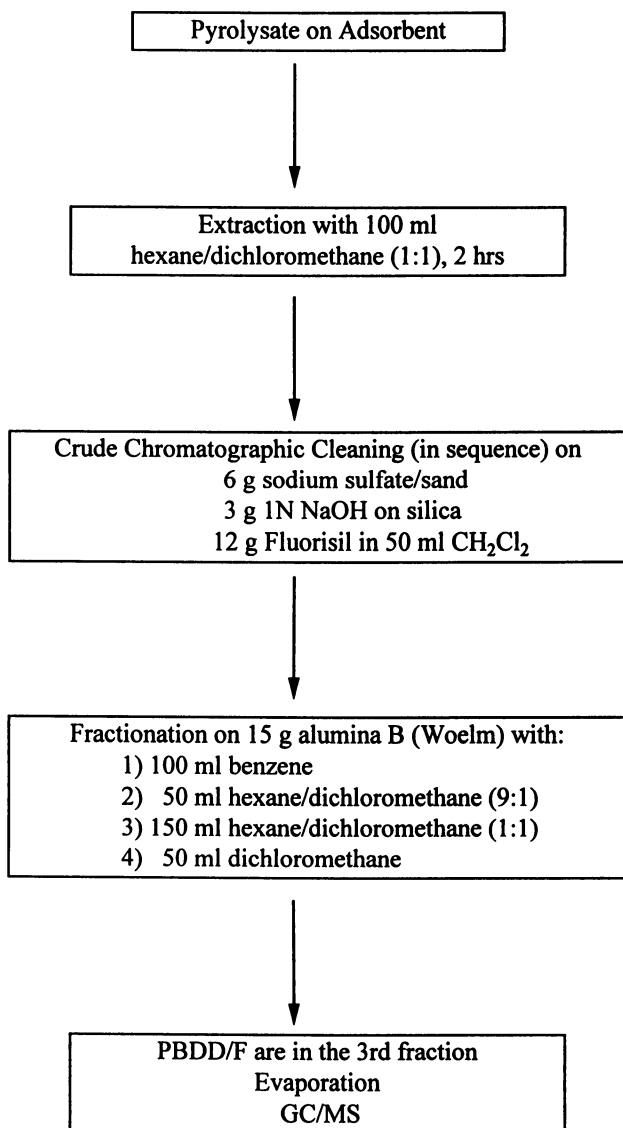 Pyrolysate on Adsorbent
Extraction with 100 ml
hexane/dichloromethane (1:1), 2 hrs
Crude Chromatographic Cleaning (in sequence) on
6 g sodium sulfate/sand
3 g 1N NaOH on silica
12 g Fluorisil in 50 ml CH₂Cl₂
Fractionation on 15 g alumina B (Woelm) with:
1) 100 ml benzene
2) 50 ml hexane/dichloromethane (9:1)
3) 150 ml hexane/dichloromethane (1:1)
4) 50 ml dichloromethane
PBDD/F are in the 3rd fraction
Evaporation
GC/MS